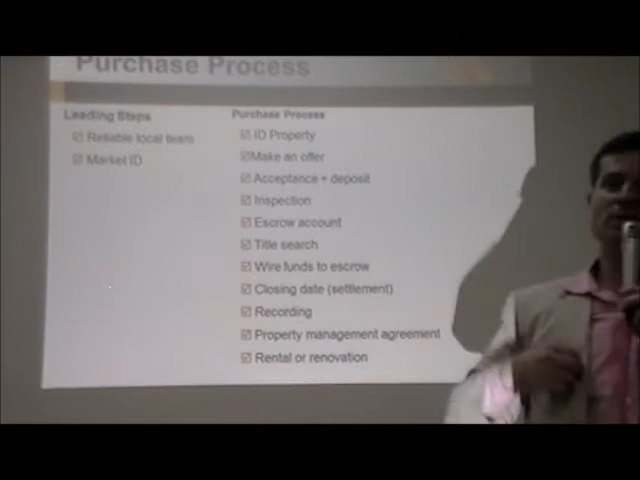 Purchase Process
Leading Steps
☑ Reliable local team
☑ Market ID
Purchase Process
☑ ID Property
☑Make an offer
☑ Acceptance + deposit
☑ Inspection
☑ Escrow account
☑ Title search
☑ Wire funds to escrow
☑ Closing date (settlement)
☑ Recording
☑ Property management agreement
☑ Rental or renovation